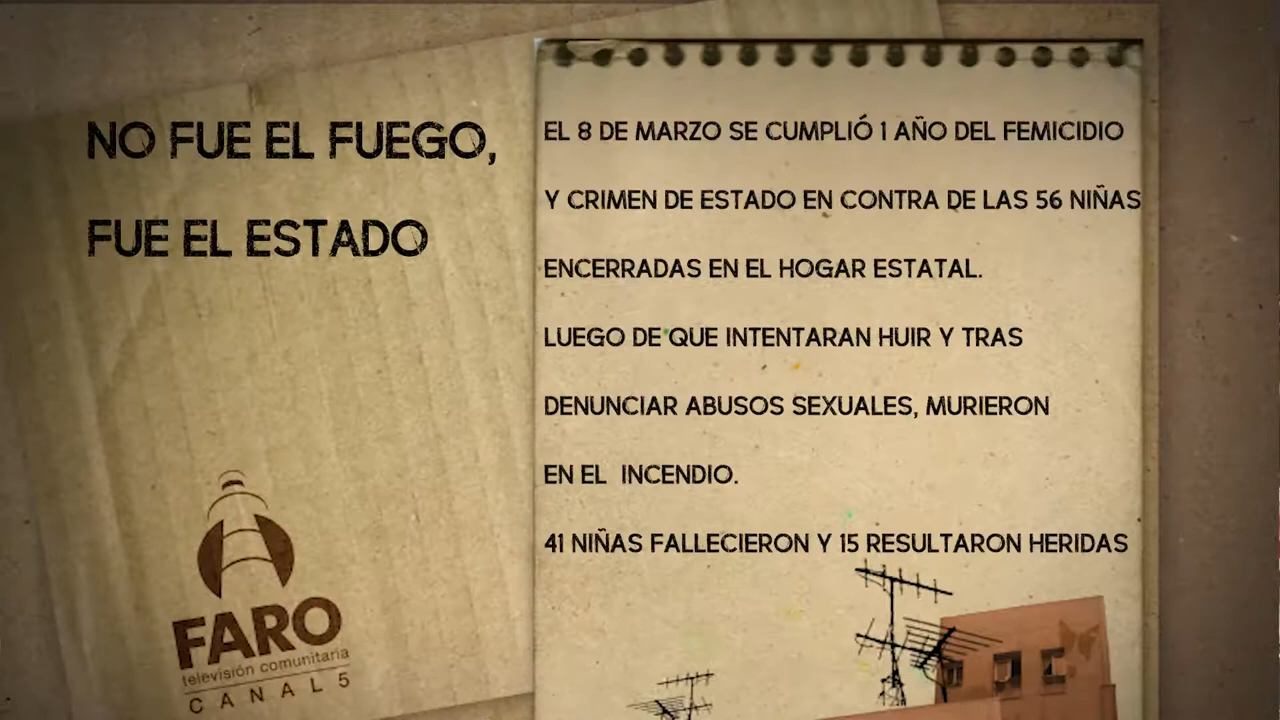 NO FUE EL FUEGO,
FUE EL ESTADO
EL 8 DE MARZO SE CUMPLIÓ 1 AÑO DEL FEMICIDIO
Y CRIMEN DE ESTADO EN CONTRA DE LAS 56 NIÑAS
ENCERRADAS EN EL HOGAR ESTATAL.
LUEGO DE QUE INTENTARAN HUIR Y TRAS
DENUNCIAR ABUSOS SEXUALES, MURIERON
EN EL INCENDIO.
41 NIÑAS FALLECIERON Y 15 RESULTARON HERIDAS
FARO
televisión comunitaria
CANAL 5